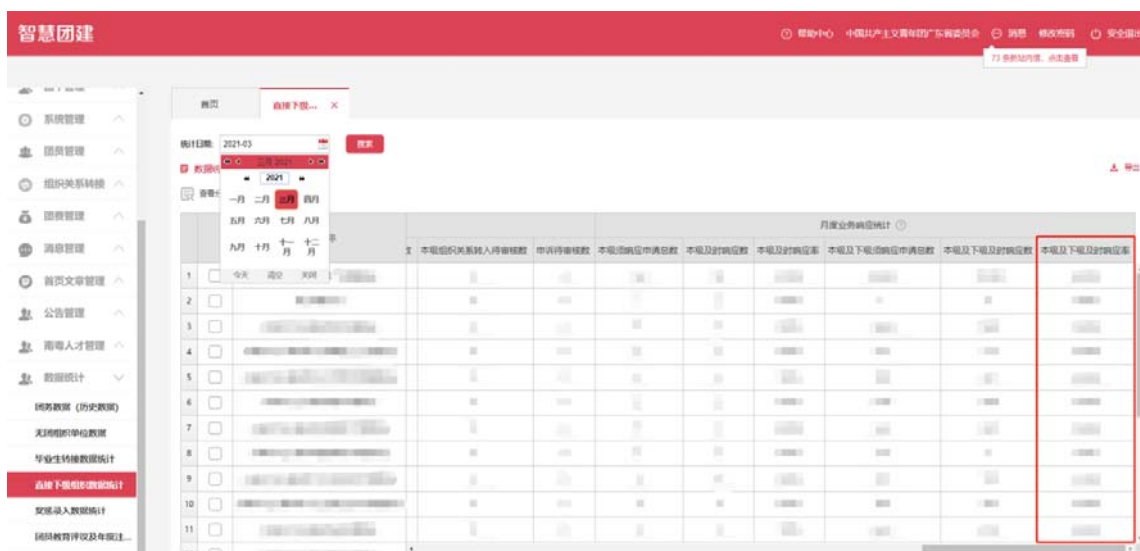 智慧团建
帮助中心 中国共产主义青年团广东省委员会 消息 修改密码 安全退出
73 条新站内信，点击查看
系统管理
团员管理
组织关系转接
团费管理
消息管理
首页文章管理
公告管理
南粤人才管理
数据统计
团务数据（历史数据）
无团组织单位数据
毕业生转接数据统计
直接下级组织数据统计
奖惩录入数据统计
团员教育评议及年度注...
首页 直接下级... ×
统计日期: 2021-03 搜索
三月 2021
2021
一月 二月 三月 四月
五月 六月 七月 八月
九月 十月 十一月 十二月
今天 清空 关闭
导出
月度业务响应统计
本级组织关系转入待审核数 申诉待审核数 本级须响应申请总数 本级及时响应数 本级及时响应率 本级及下级须响应申请总数 本级及下级及时响应数 本级及下级及时响应率
1
2
3
4
5
6
7
8
9
10
11